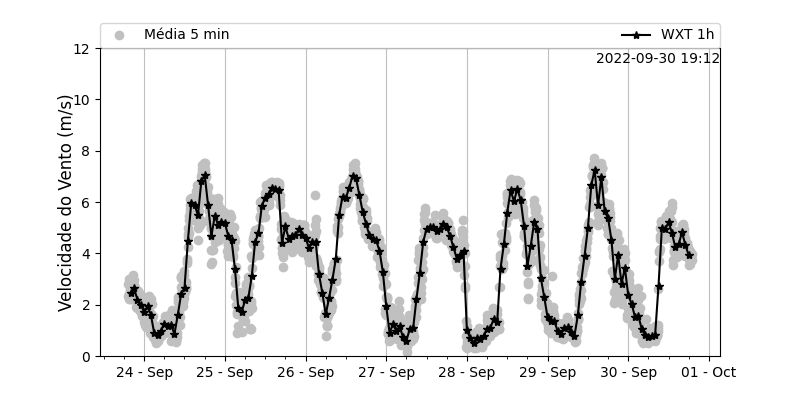 Média 5 min
WXT 1h
2022-09-30 19:12
Velocidade do Vento (m/s)
12
10
8
6
4
2
0
24 - Sep
25 - Sep
26 - Sep
27 - Sep
28 - Sep
29 - Sep
30 - Sep
01 - Oct